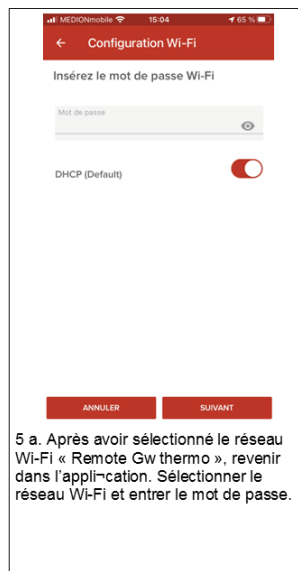 MEDIONmobile 15:04 65 %
← Configuration Wi-Fi
Insérez le mot de passe Wi-Fi
Mot de passe
DHCP (Default)
ANNULER SUIVANT
5 a. Après avoir sélectionné le réseau
Wi-Fi « Remote Gw thermo », revenir
dans l'appli¬cation. Sélectionner le
réseau Wi-Fi et entrer le mot de passe.